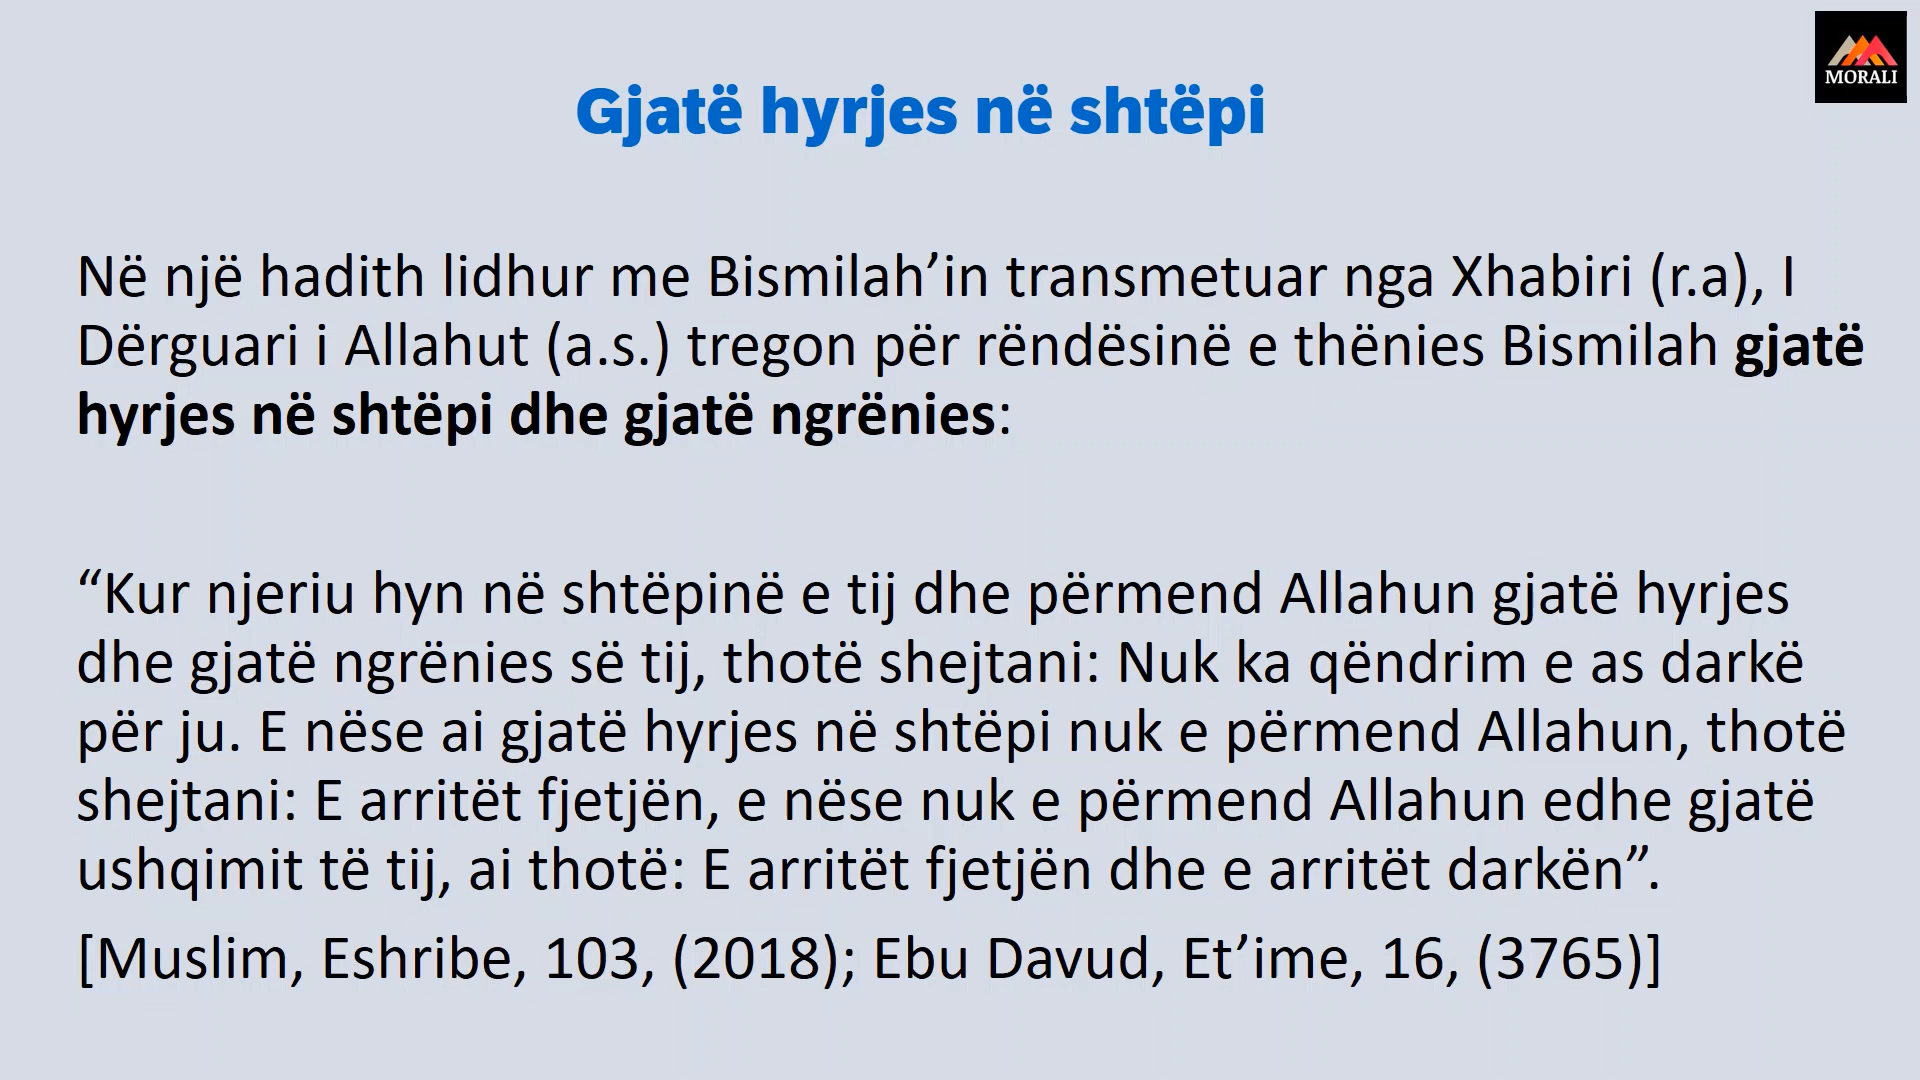 MORALI
Gjatë hyrjes në shtëpi
Në një hadith lidhur me Bismilah’in transmetuar nga Xhabiri (r.a), I
Dërguari i Allahut (a.s.) tregon për rëndësinë e thënies Bismilah gjatë
hyrjes në shtëpi dhe gjatë ngrënies:
“Kur njeriu hyn në shtëpinë e tij dhe përmend Allahun gjatë hyrjes
dhe gjatë ngrënies së tij, thotë shejtani: Nuk ka qëndrim e as darkë
për ju. E nëse ai gjatë hyrjes në shtëpi nuk e përmend Allahun, thotë
shejtani: E arritët fjetjën, e nëse nuk e përmend Allahun edhe gjatë
ushqimit të tij, ai thotë: E arritët fjetjën dhe e arritët darkën”.
[Muslim, Eshribe, 103, (2018); Ebu Davud, Et’ime, 16, (3765)]